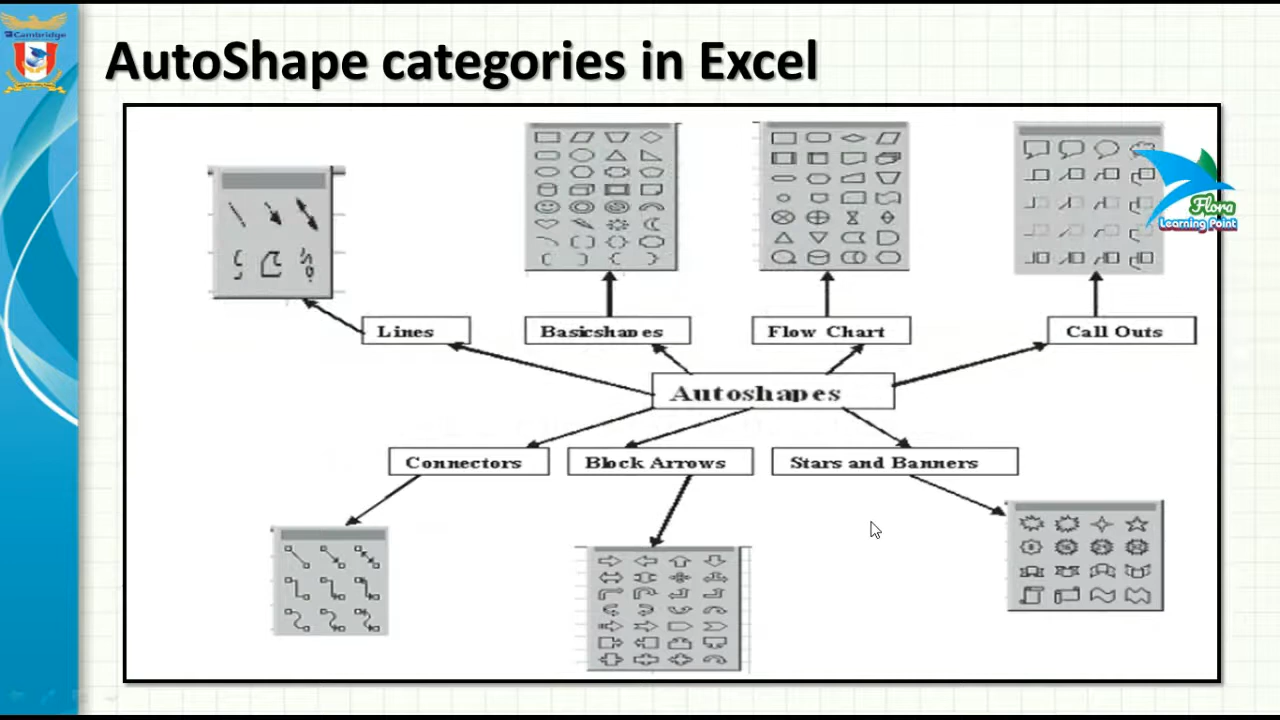 Cambridge
AutoShape categories in Excel
Flora
Learning Point
Lines
Basicshapes
Flow Chart
Call Outs
Autoshapes
Connectors
Block Arrows
Stars and Banners